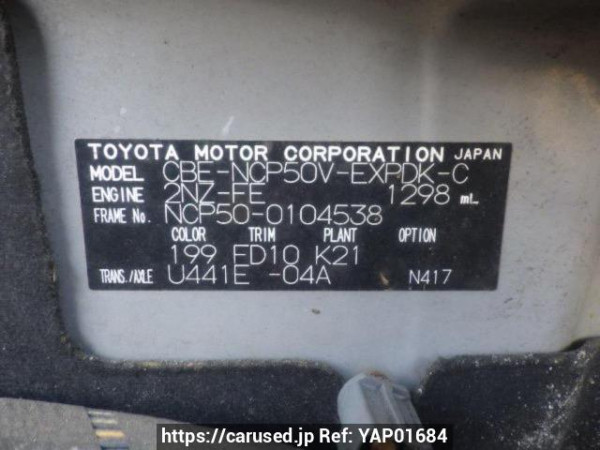 TOYOTA MOTOR CORPORATION JAPAN
MODEL CBE-NCP50V-EXPDK-C
ENGINE 2NZ-FE 1298 mL
FRAME No. NCP50-0104538
COLOR TRIM PLANT OPTION
199 ED10 K21
TRANS./AXLE U441E -04A N417
https://carused.jp Ref: YAP01684